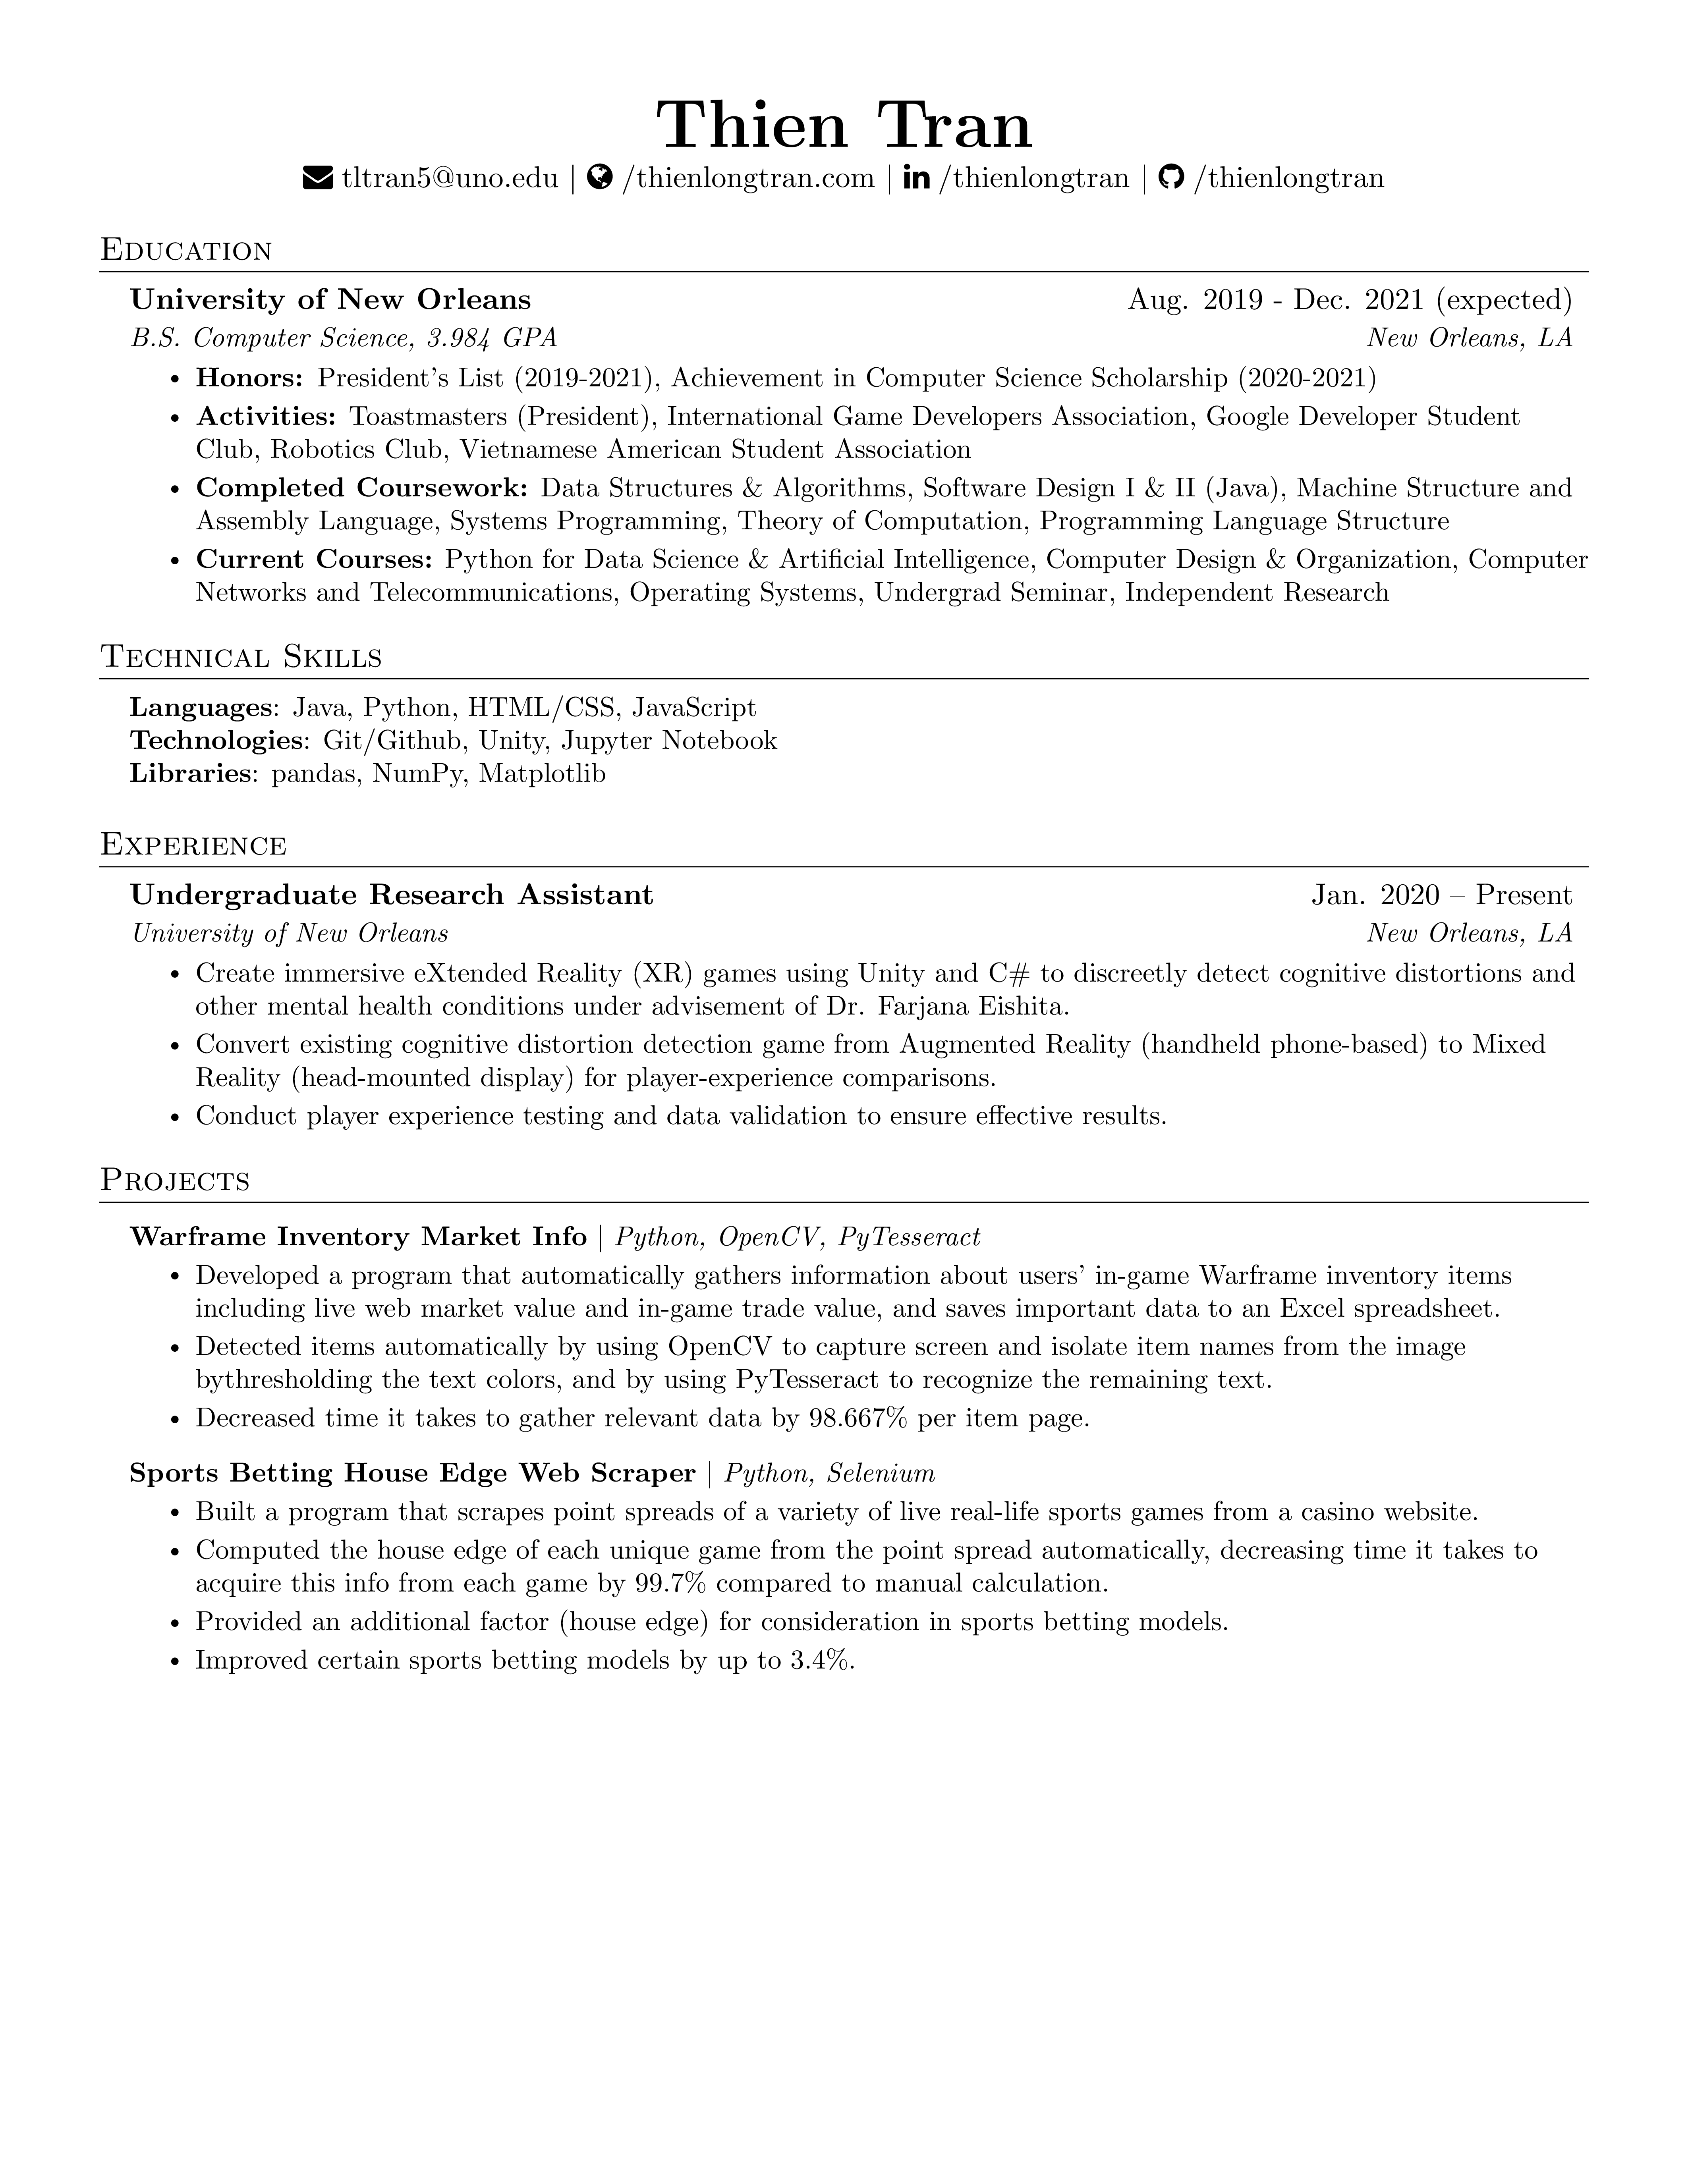 Thien Tran
tltran5@uno.edu | /thienlongtran.com | /thienlongtran | /thienlongtran
Education
University of New Orleans Aug. 2019 - Dec. 2021 (expected)
B.S. Computer Science, 3.984 GPA New Orleans, LA
• Honors: President's List (2019-2021), Achievement in Computer Science Scholarship (2020-2021)
• Activities: Toastmasters (President), International Game Developers Association, Google Developer Student
Club, Robotics Club, Vietnamese American Student Association
• Completed Coursework: Data Structures & Algorithms, Software Design I & II (Java), Machine Structure and
Assembly Language, Systems Programming, Theory of Computation, Programming Language Structure
• Current Courses: Python for Data Science & Artificial Intelligence, Computer Design & Organization, Computer
Networks and Telecommunications, Operating Systems, Undergrad Seminar, Independent Research
Technical Skills
Languages: Java, Python, HTML/CSS, JavaScript
Technologies: Git/Github, Unity, Jupyter Notebook
Libraries: pandas, NumPy, Matplotlib
Experience
Undergraduate Research Assistant Jan. 2020 – Present
University of New Orleans New Orleans, LA
• Create immersive eXtended Reality (XR) games using Unity and C# to discreetly detect cognitive distortions and
other mental health conditions under advisement of Dr. Farjana Eishita.
• Convert existing cognitive distortion detection game from Augmented Reality (handheld phone-based) to Mixed
Reality (head-mounted display) for player-experience comparisons.
• Conduct player experience testing and data validation to ensure effective results.
Projects
Warframe Inventory Market Info | Python, OpenCV, PyTesseract
• Developed a program that automatically gathers information about users' in-game Warframe inventory items
including live web market value and in-game trade value, and saves important data to an Excel spreadsheet.
• Detected items automatically by using OpenCV to capture screen and isolate item names from the image
bythresholding the text colors, and by using PyTesseract to recognize the remaining text.
• Decreased time it takes to gather relevant data by 98.667% per item page.
Sports Betting House Edge Web Scraper | Python, Selenium
• Built a program that scrapes point spreads of a variety of live real-life sports games from a casino website.
• Computed the house edge of each unique game from the point spread automatically, decreasing time it takes to
acquire this info from each game by 99.7% compared to manual calculation.
• Provided an additional factor (house edge) for consideration in sports betting models.
• Improved certain sports betting models by up to 3.4%.